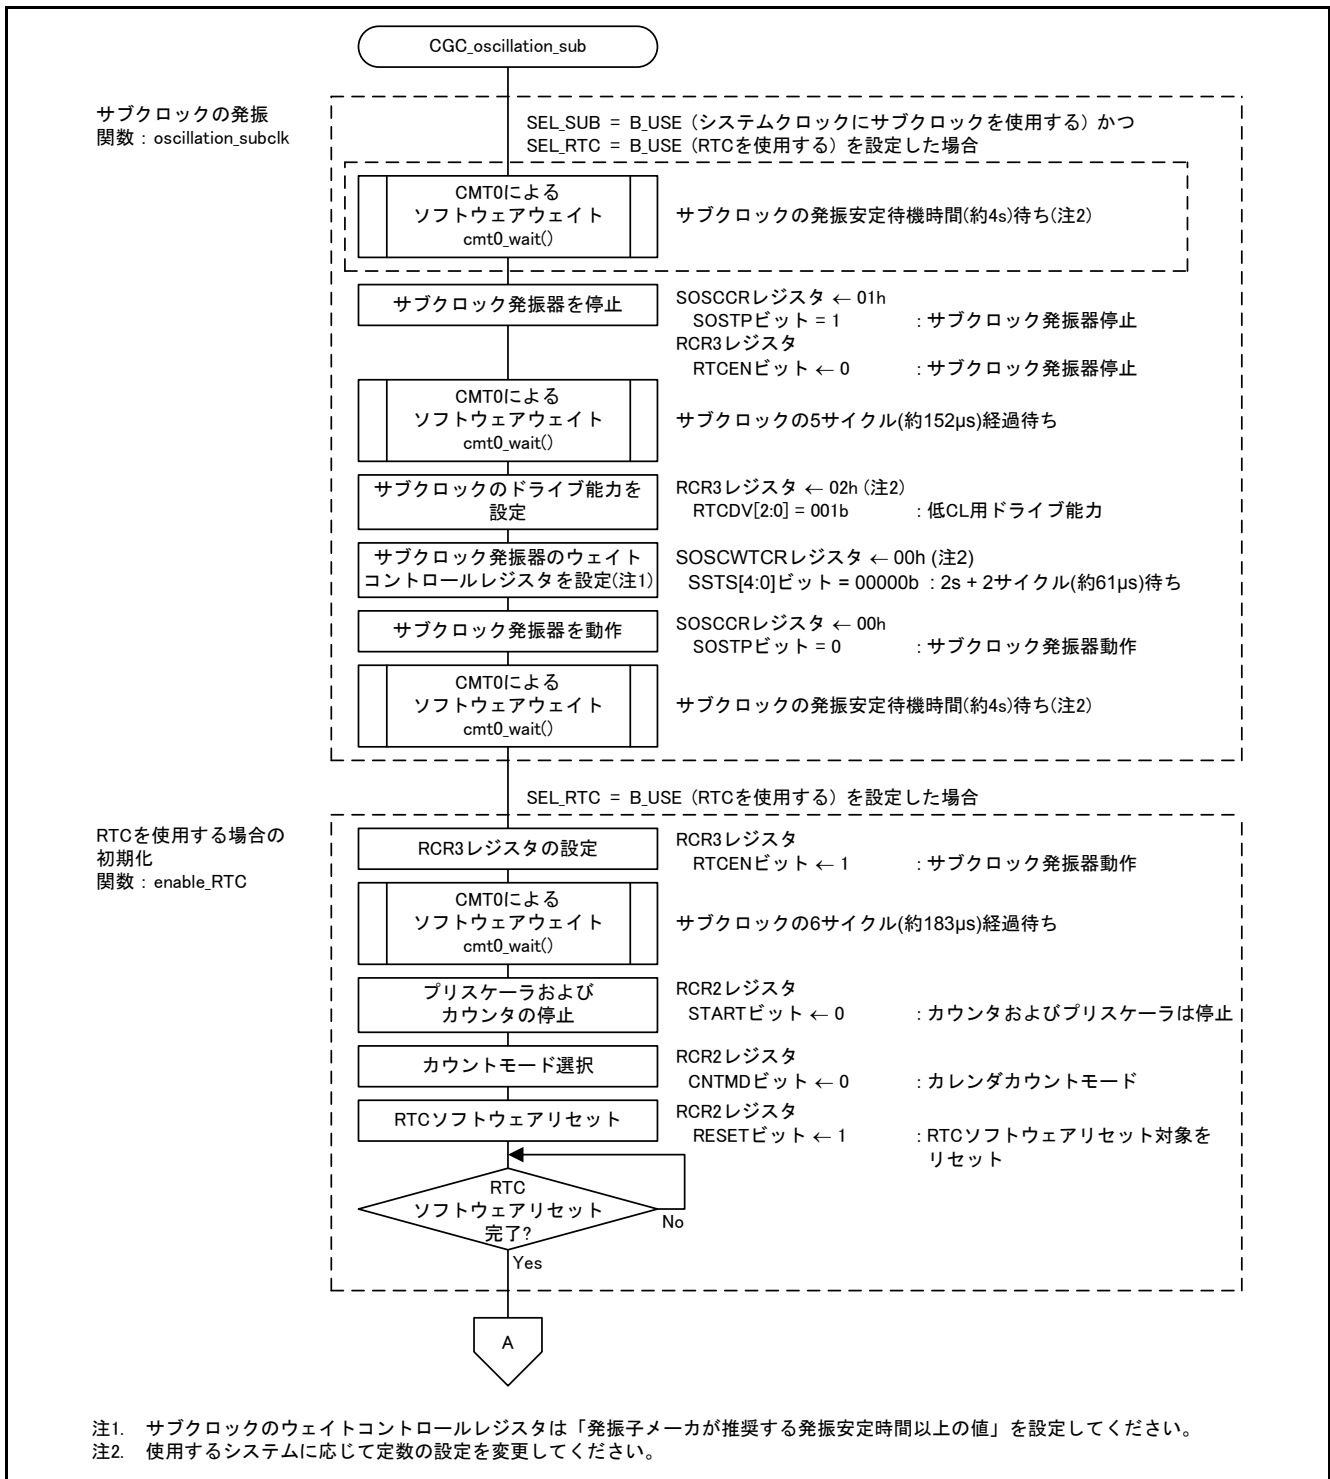 CGC_oscillation_sub
サブクロックの発振
関数：oscillation_subclk
SEL_SUB = B_USE（システムクロックにサブクロックを使用する）かつ
SEL_RTC = B_USE（RTCを使用する）を設定した場合
CMT0による
ソフトウェアウェイト
cmt0_wait()
サブクロックの発振安定待機時間(約4s)待ち(注2)
サブクロック発振器を停止
SOSCCRレジスタ ← 01h
SOSTPビット = 1 : サブクロック発振器停止
RCR3レジスタ
RTCENビット ← 0 : サブクロック発振器停止
CMT0による
ソフトウェアウェイト
cmt0_wait()
サブクロックの5サイクル(約152μs)経過待ち
サブクロックのドライブ能力を
設定
RCR3レジスタ ← 02h (注2)
RTCDV[2:0] = 001b : 低CL用ドライブ能力
サブクロック発振器のウェイト
コントロールレジスタを設定(注1)
SOSCWTCRレジスタ ← 00h (注2)
SSTS[4:0]ビット = 00000b : 2s + 2サイクル(約61μs)待ち
サブクロック発振器を動作
SOSCCRレジスタ ← 00h
SOSTPビット = 0 : サブクロック発振器動作
CMT0による
ソフトウェアウェイト
cmt0_wait()
サブクロックの発振安定待機時間(約4s)待ち(注2)
SEL_RTC = B_USE（RTCを使用する）を設定した場合
RTCを使用する場合の
初期化
関数：enable_RTC
RCR3レジスタの設定
RCR3レジスタ
RTCENビット ← 1 : サブクロック発振器動作
CMT0による
ソフトウェアウェイト
cmt0_wait()
サブクロックの6サイクル(約183μs)経過待ち
プリスケーラおよび
カウンタの停止
RCR2レジスタ
STARTビット ← 0 : カウンタおよびプリスケーラは停止
カウントモード選択
RCR2レジスタ
CNTMDビット ← 0 : カレンダカウントモード
RTCソフトウェアリセット
RCR2レジスタ
RESETビット ← 1 : RTCソフトウェアリセット対象を
リセット
RTC
ソフトウェアリセット
完了?
No
Yes
A
注1. サブクロックのウェイトコントロールレジスタは「発振子メーカが推奨する発振安定時間以上の値」を設定してください。
注2. 使用するシステムに応じて定数の設定を変更してください。